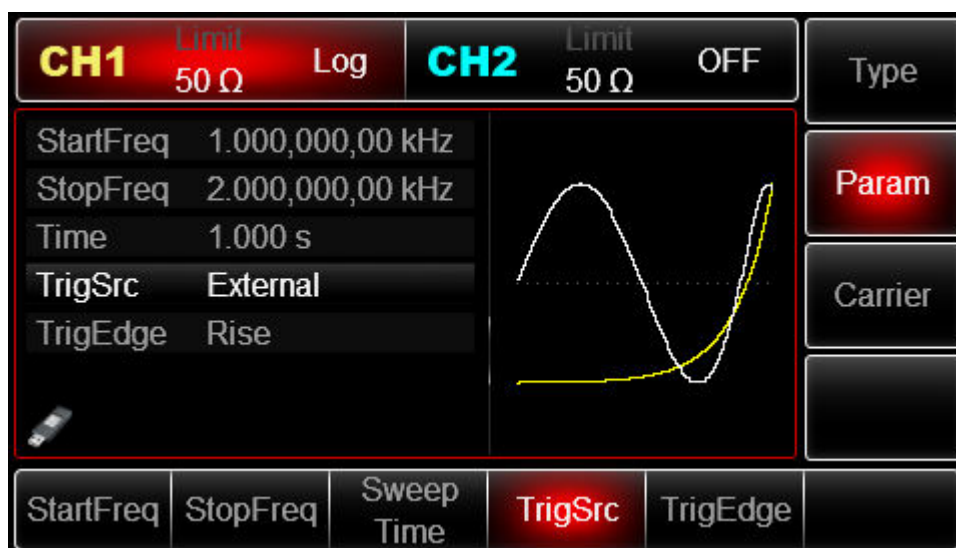 CH1 Limit 50 Ω Log
CH2 Limit 50 Ω OFF
Type
StartFreq 1.000,000,00 kHz
StopFreq 2.000,000,00 kHz
Time 1.000 s
TrigSrc External
TrigEdge Rise
Param
Carrier
StartFreq
StopFreq
Sweep
Time
TrigSrc
TrigEdge